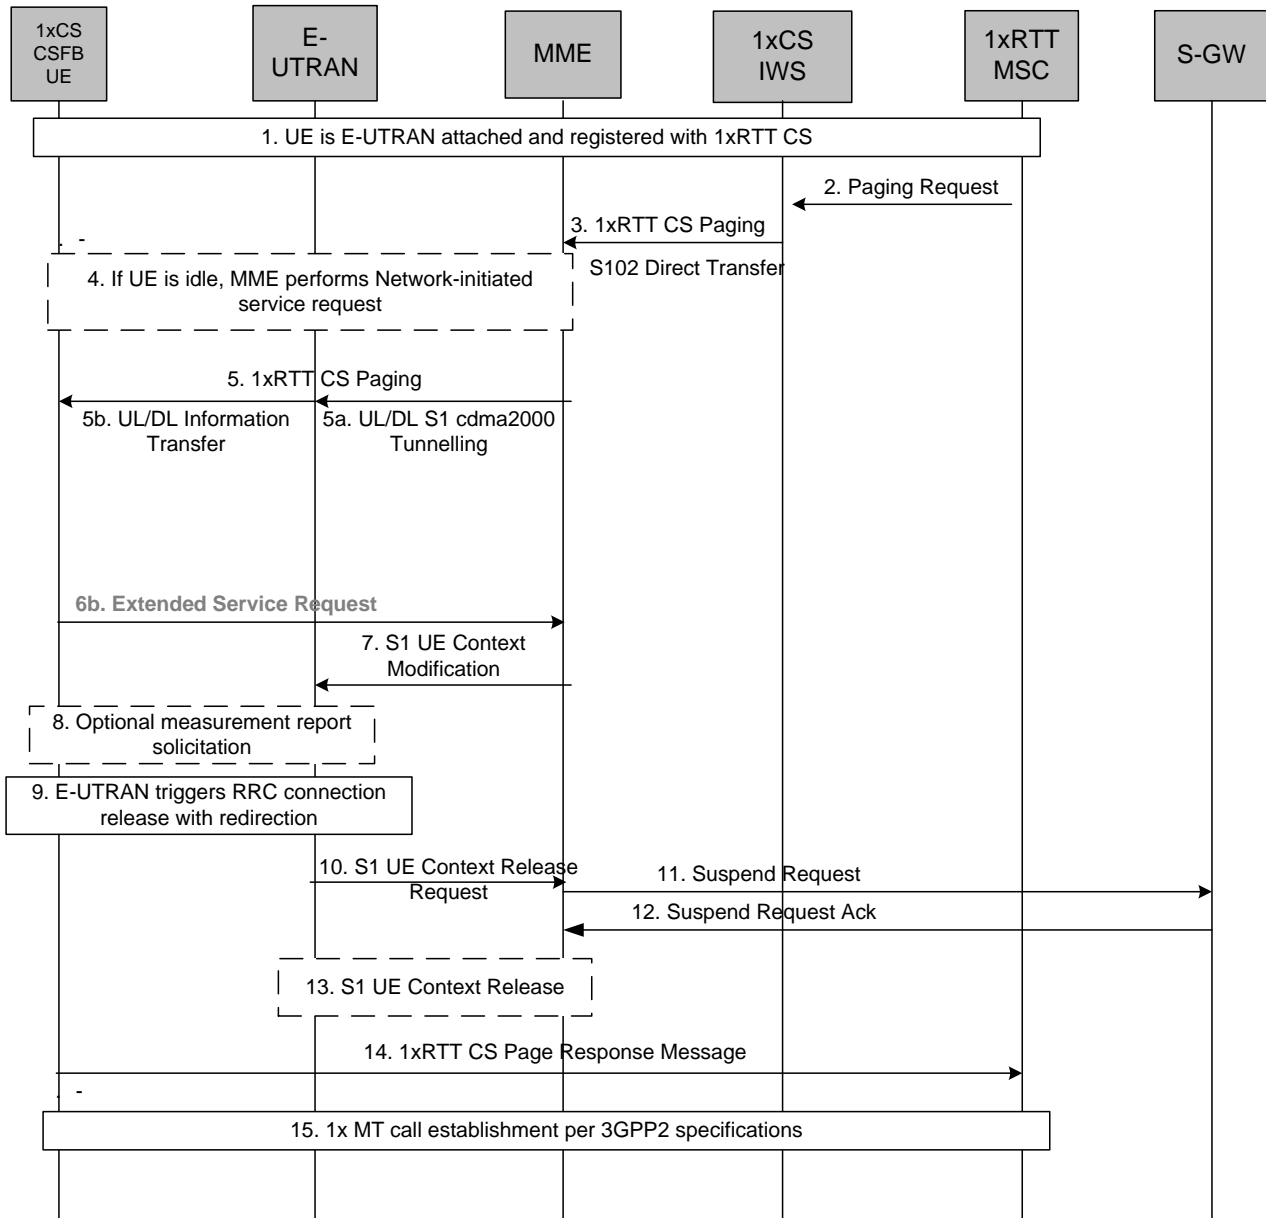 1xCS
CSFB
UE
E-
UTRAN
MME
1xCS
IWS
1xRTT
MSC
S-GW
1. UE is E-UTRAN attached and registered with 1xRTT CS
2. Paging Request
3. 1xRTT CS Paging
S102 Direct Transfer
4. If UE is idle, MME performs Network-initiated
service request
5. 1xRTT CS Paging
5b. UL/DL Information
Transfer
5a. UL/DL S1 cdma2000
Tunnelling
6b. Extended Service Request
7. S1 UE Context
Modification
8. Optional measurement report
solicitation
9. E-UTRAN triggers RRC connection
release with redirection
10. S1 UE Context Release
Request
11. Suspend Request
12. Suspend Request Ack
13. S1 UE Context Release
14. 1xRTT CS Page Response Message
15. 1x MT call establishment per 3GPP2 specifications